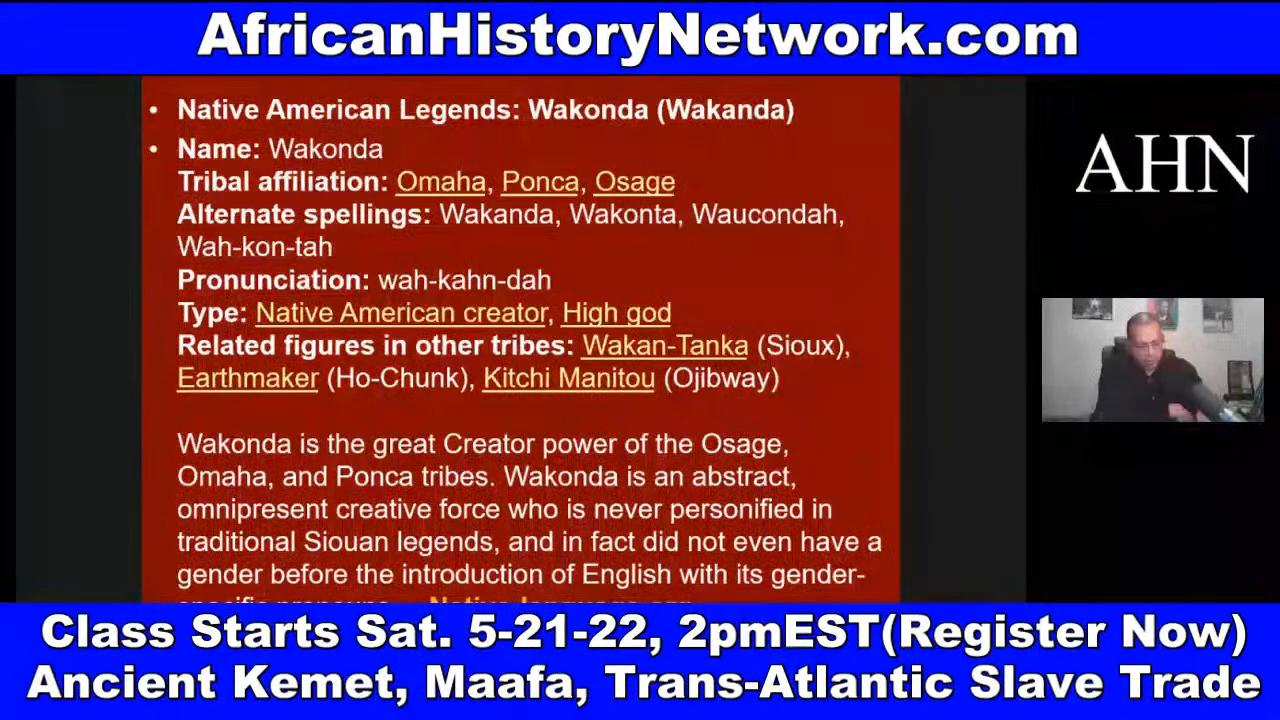 AfricanHistoryNetwork.com
• Native American Legends: Wakonda (Wakanda)
• Name: Wakonda
Tribal affiliation: Omaha, Ponca, Osage
Alternate spellings: Wakanda, Wakonta, Waucondah,
Wah-kon-tah
Pronunciation: wah-kahn-dah
Type: Native American creator, High god
Related figures in other tribes: Wakan-Tanka (Sioux),
Earthmaker (Ho-Chunk), Kitchi Manitou (Ojibway)
Wakonda is the great Creator power of the Osage,
Omaha, and Ponca tribes. Wakonda is an abstract,
omnipresent creative force who is never personified in
traditional Siouan legends, and in fact did not even have a
gender before the introduction of English with its gender-
AHN
Class Starts Sat. 5-21-22, 2pmEST(Register Now)
Ancient Kemet, Maafa, Trans-Atlantic Slave Trade